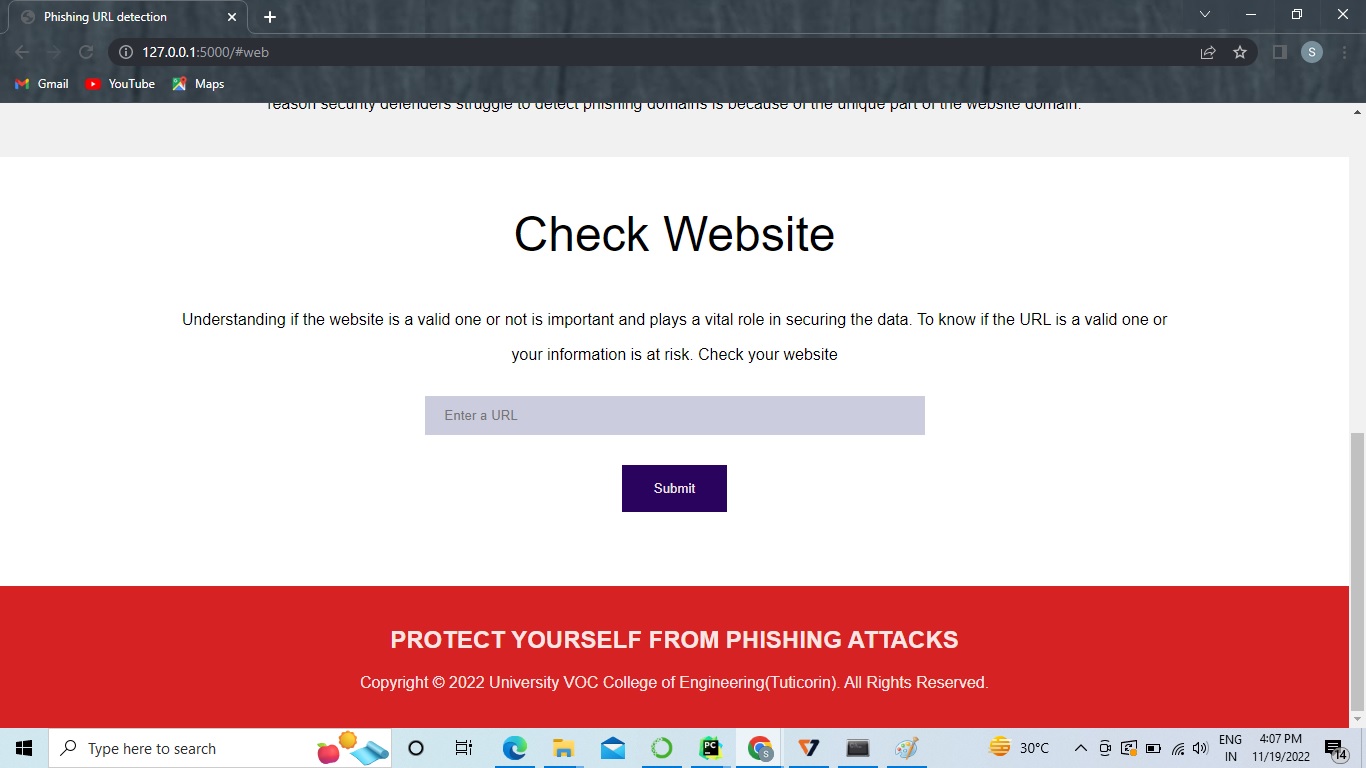 Phishing URL detection
127.0.0.1:5000/#web
S
Gmail
YouTube
Maps
reason security defenders struggle to detect phishing domains is because of the unique part of the website domain.
Check Website
Understanding if the website is a valid one or not is important and plays a vital role in securing the data. To know if the URL is a valid one or
your information is at risk. Check your website
Enter a URL
Submit
PROTECT YOURSELF FROM PHISHING ATTACKS
Copyright © 2022 University VOC College of Engineering(Tuticorin). All Rights Reserved.
Type here to search
PC
S
30°C
ENG
IN
4:07 PM
11/19/2022
14